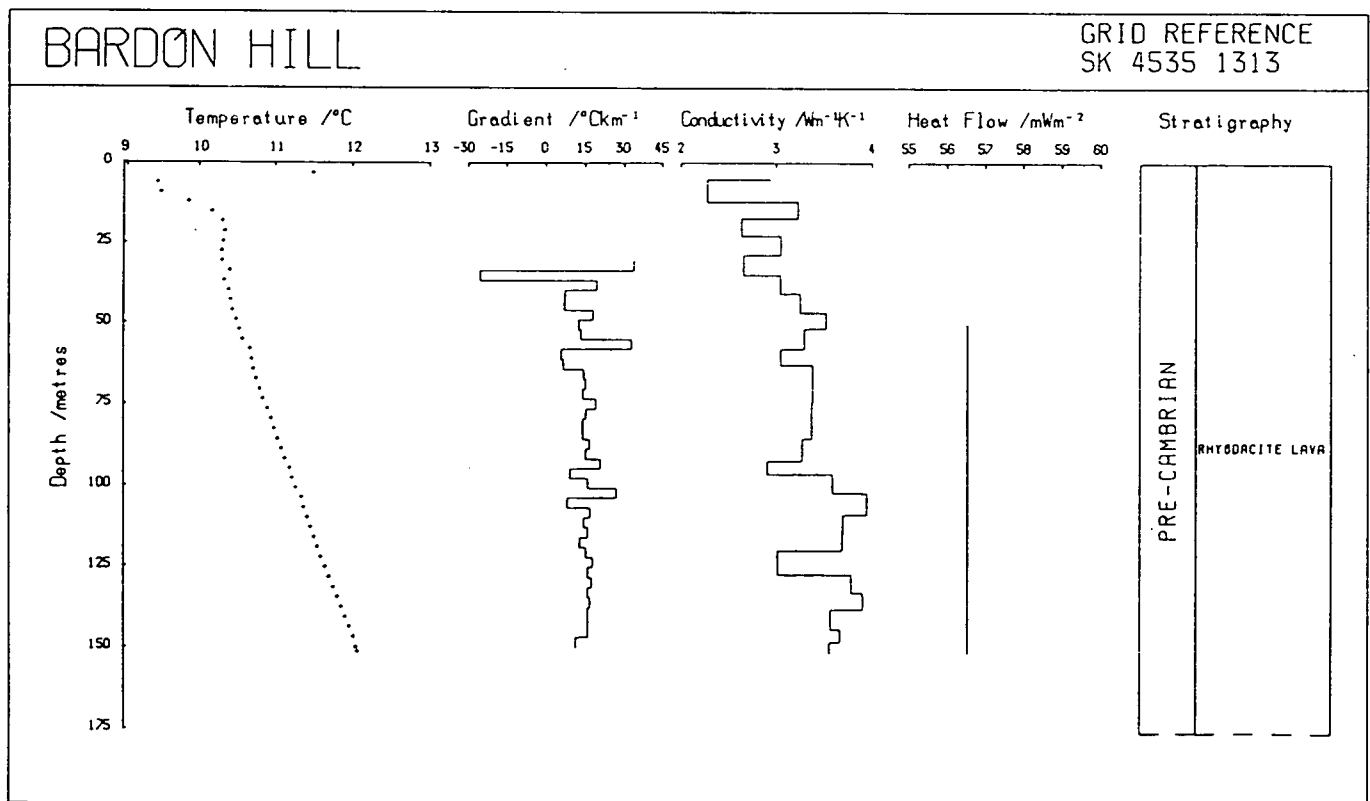 BARDØN HILL
GRID REFERENCE
SK 4535 1313
Temperature /°C
Gradient /°Ckm⁻¹
Conductivity /Wm⁻¹K⁻¹
Heat Flow /mWm⁻²
Stratigraphy
9 10 11 12 13
-30 -15 0 15 30 45
2 3 4
55 56 57 58 59 60
0
25
50
75
100
125
150
175
Depth /metres
PRE-CAMBRIAN
RHYØDACITE LAVA